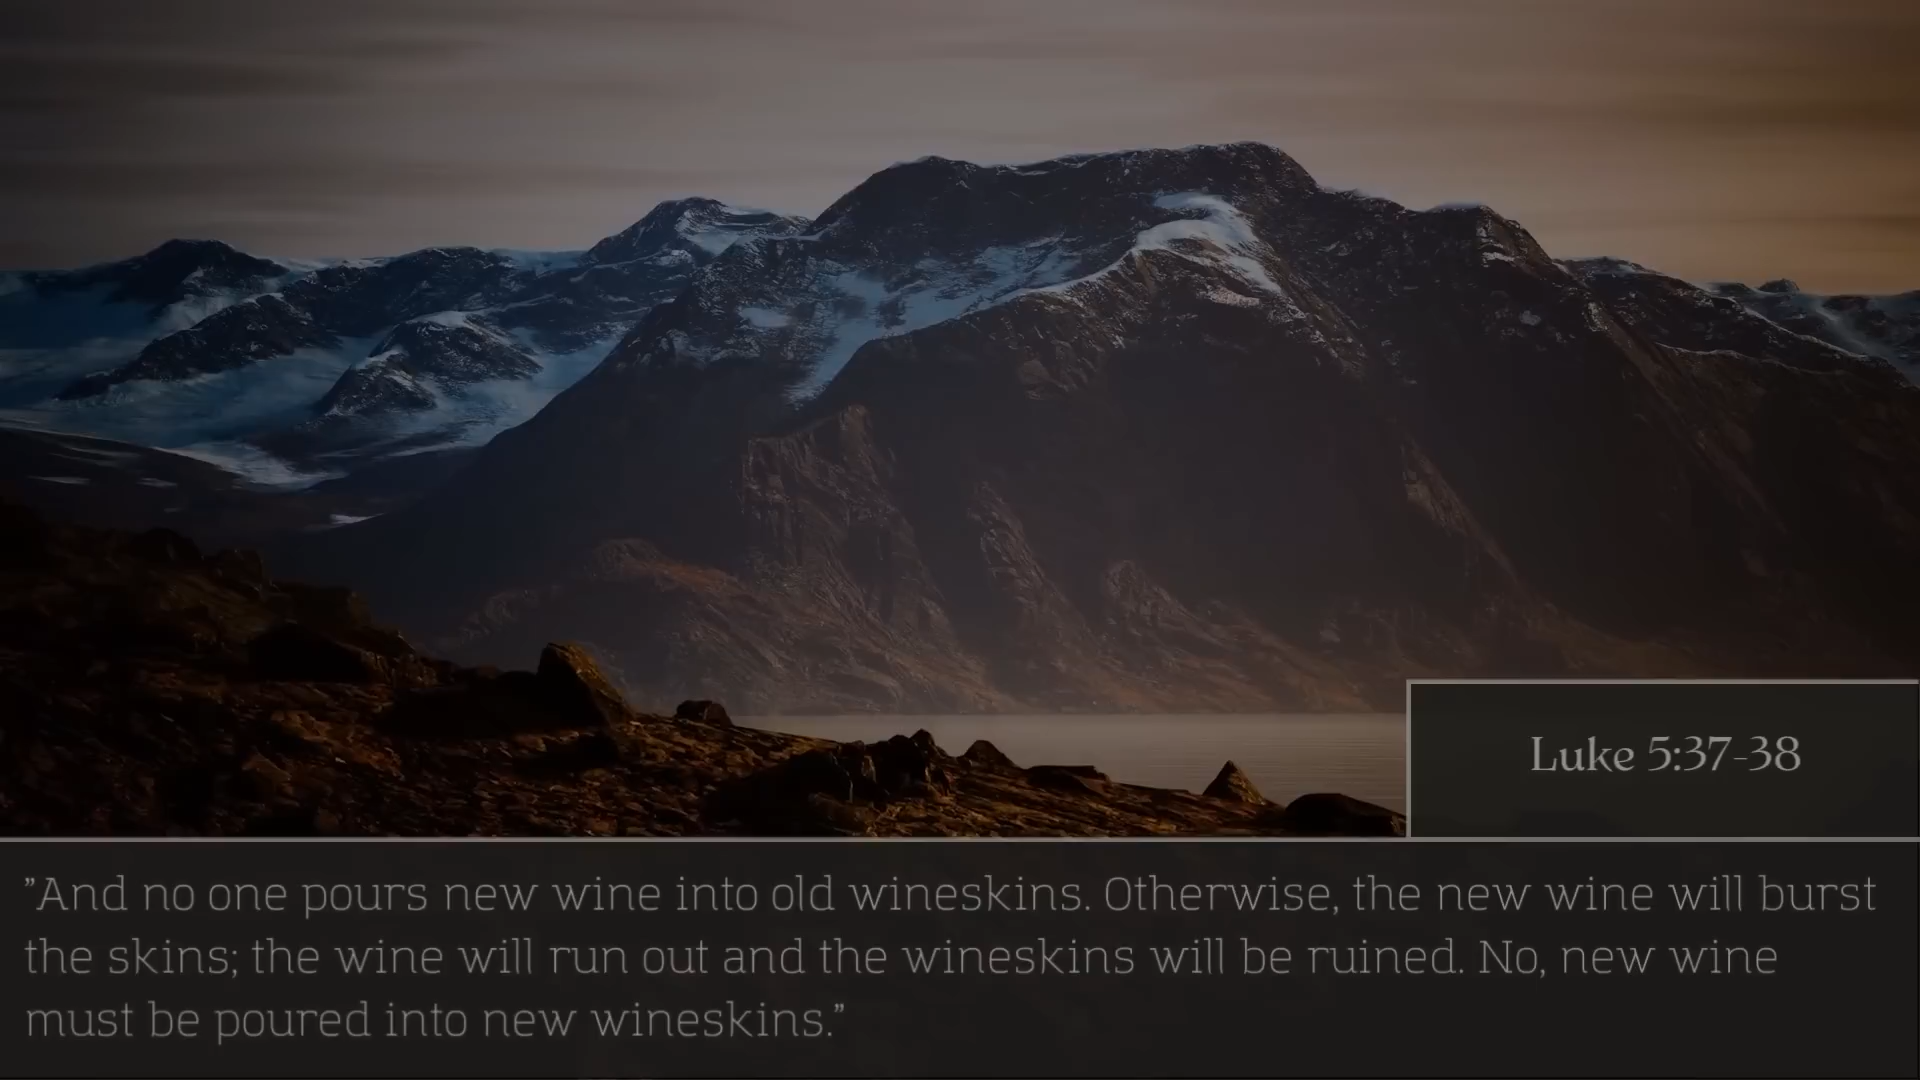 Luke 5:37-38
”And no one pours new wine into old wineskins. Otherwise, the new wine will burst
the skins; the wine will run out and the wineskins will be ruined. No, new wine
must be poured into new wineskins.”